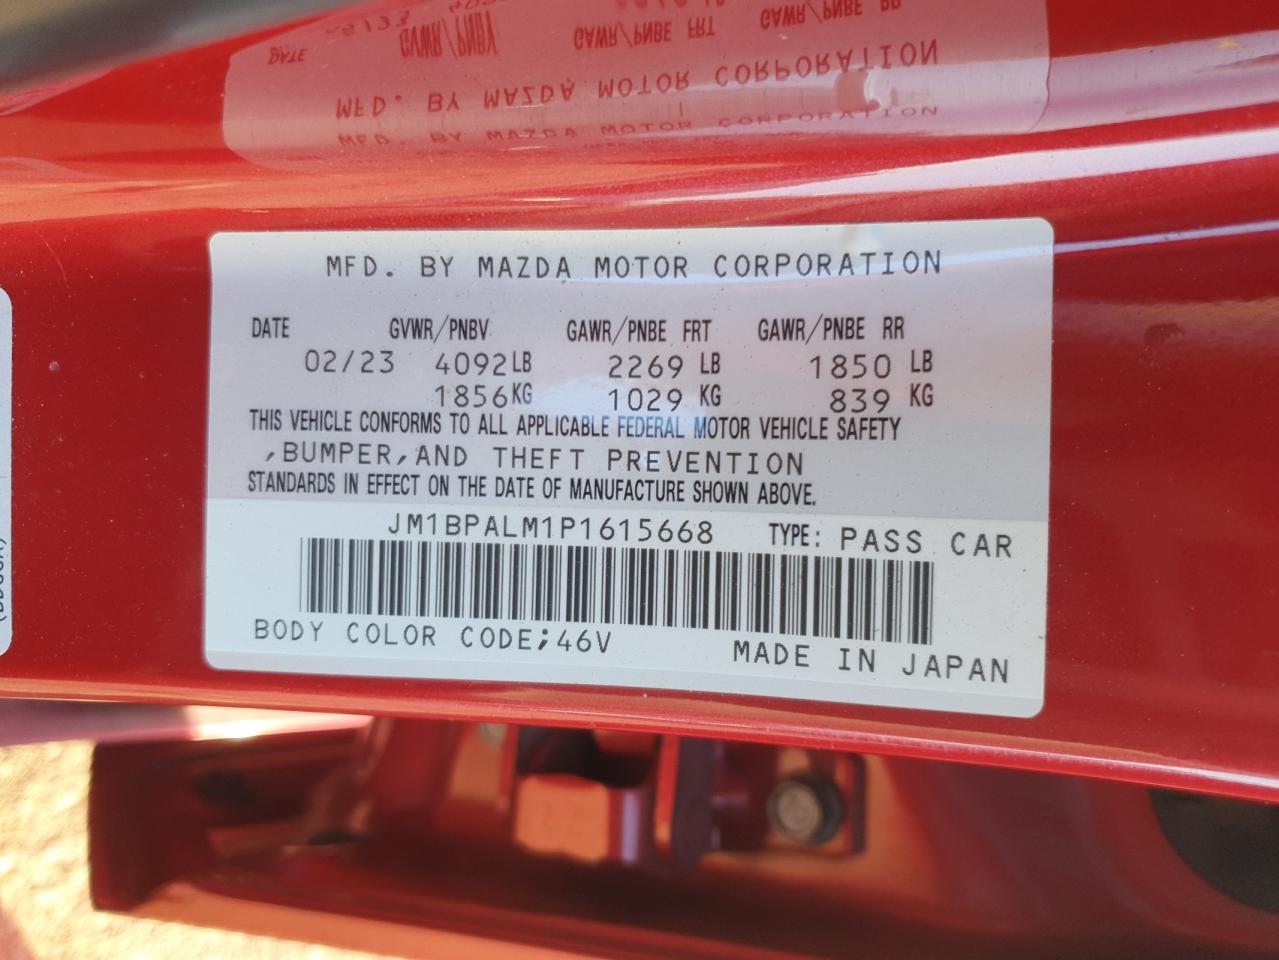 MFD. BY MAZDA MOTOR CORPORATION
DATE GVWR/PNBV GAWR/PNBE FRT GAWR/PNBE RR
02/23 4092LB 2269 LB 1850 LB
1856KG 1029 KG 839 KG
THIS VEHICLE CONFORMS TO ALL APPLICABLE FEDERAL MOTOR VEHICLE SAFETY
,BUMPER,AND THEFT PREVENTION
STANDARDS IN EFFECT ON THE DATE OF MANUFACTURE SHOWN ABOVE.
JM1BPALM1P1615668 TYPE: PASS CAR
BODY COLOR CODE;46V MADE IN JAPAN